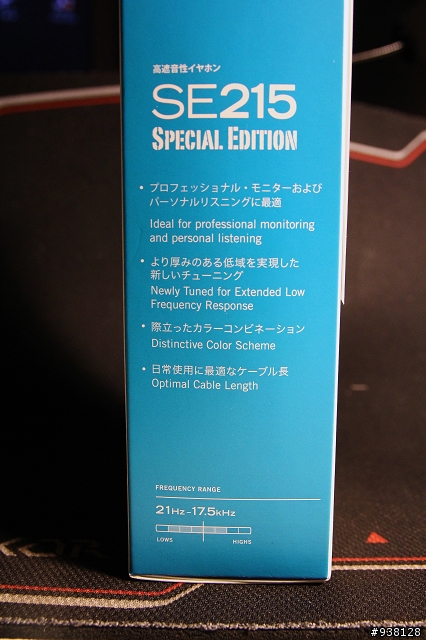 高遮音性イヤホン
SE215
SPECIAL EDITION
• プロフェッショナル・モニターおよび
パーソナルリスニングに最適
Ideal for professional monitoring
and personal listening
• より厚みのある低域を実現した
新しいチューニング
Newly Tuned for Extended Low
Frequency Response
• 際立ったカラーコンビネーション
Distinctive Color Scheme
• 日常使用に最適なケーブル長
Optimal Cable Length
FREQUENCY RANGE
21Hz-17.5kHz
LOWS HIGHS
#938128